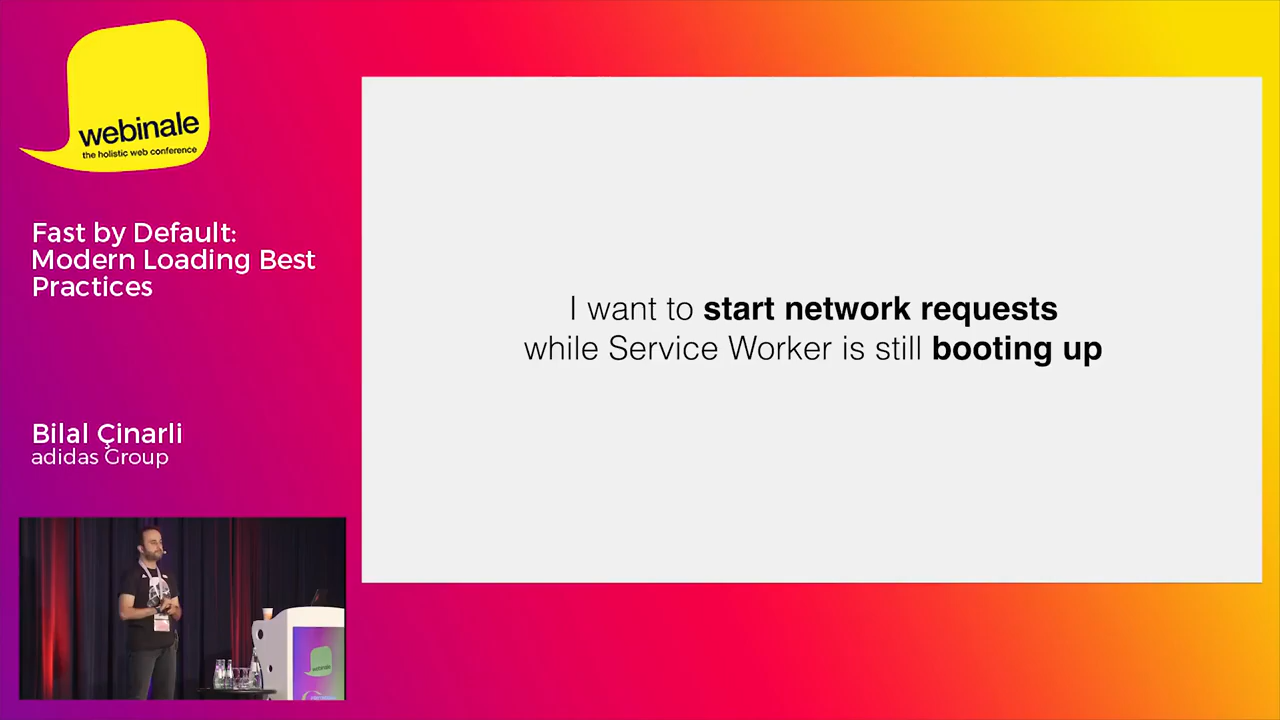 webinale
the holistic web conference
Fast by Default:
Modern Loading Best
Practices
I want to start network requests
while Service Worker is still booting up
Bilal Çinarli
adidas Group
webinale